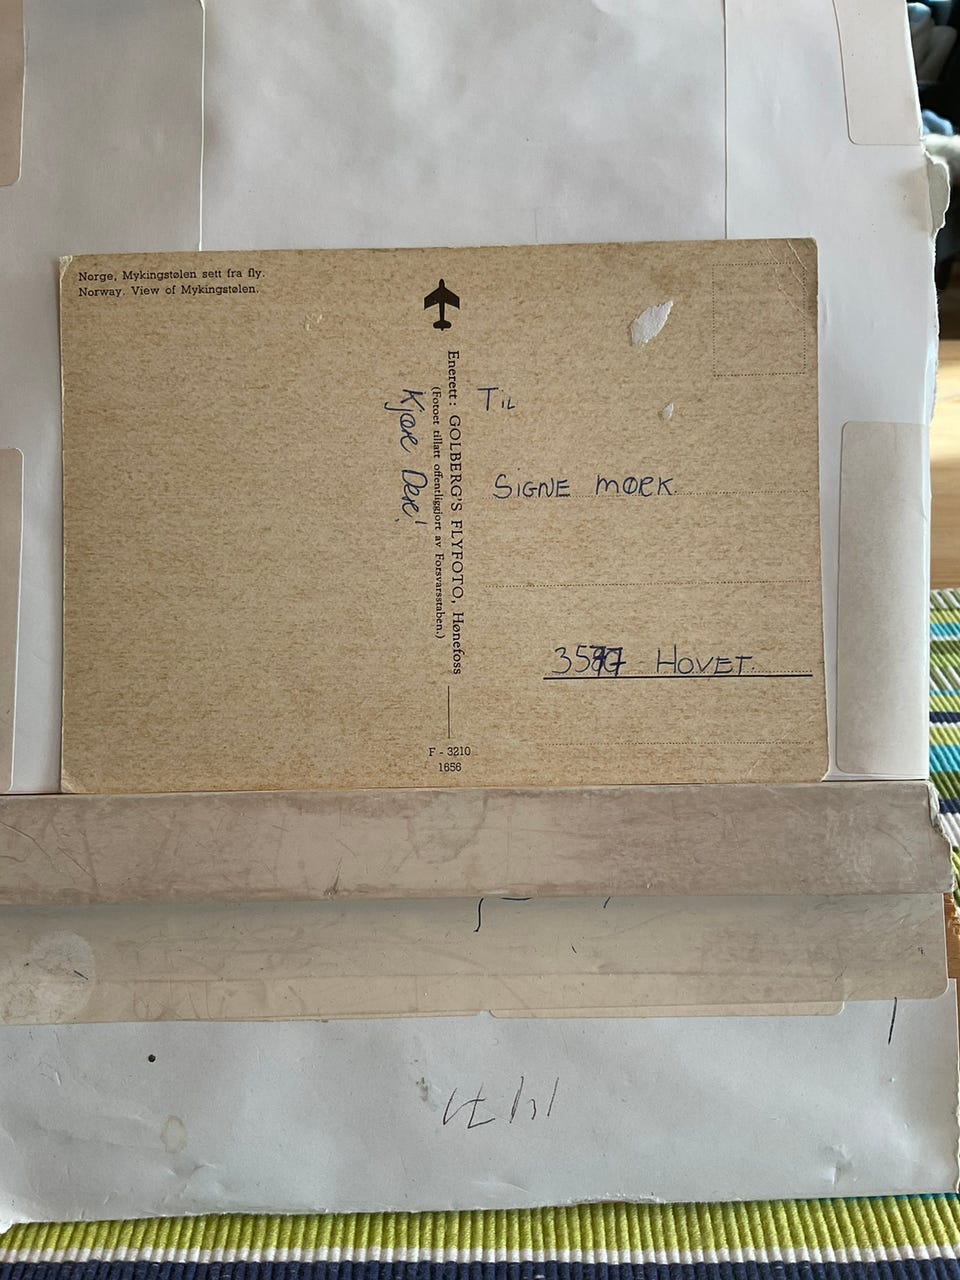 Norge, Mykingstølen sett fra fly.
Norway. View of Mykingstølen.
Enerett: GOLBERG'S FLYFOTO, Hønefoss
(Fotoet tillatt offentliggjort av Forsvarsstaben.)
Kjære Dere!
F - 3210
1656
TIL
SIGNE MØRK.
HOVET.